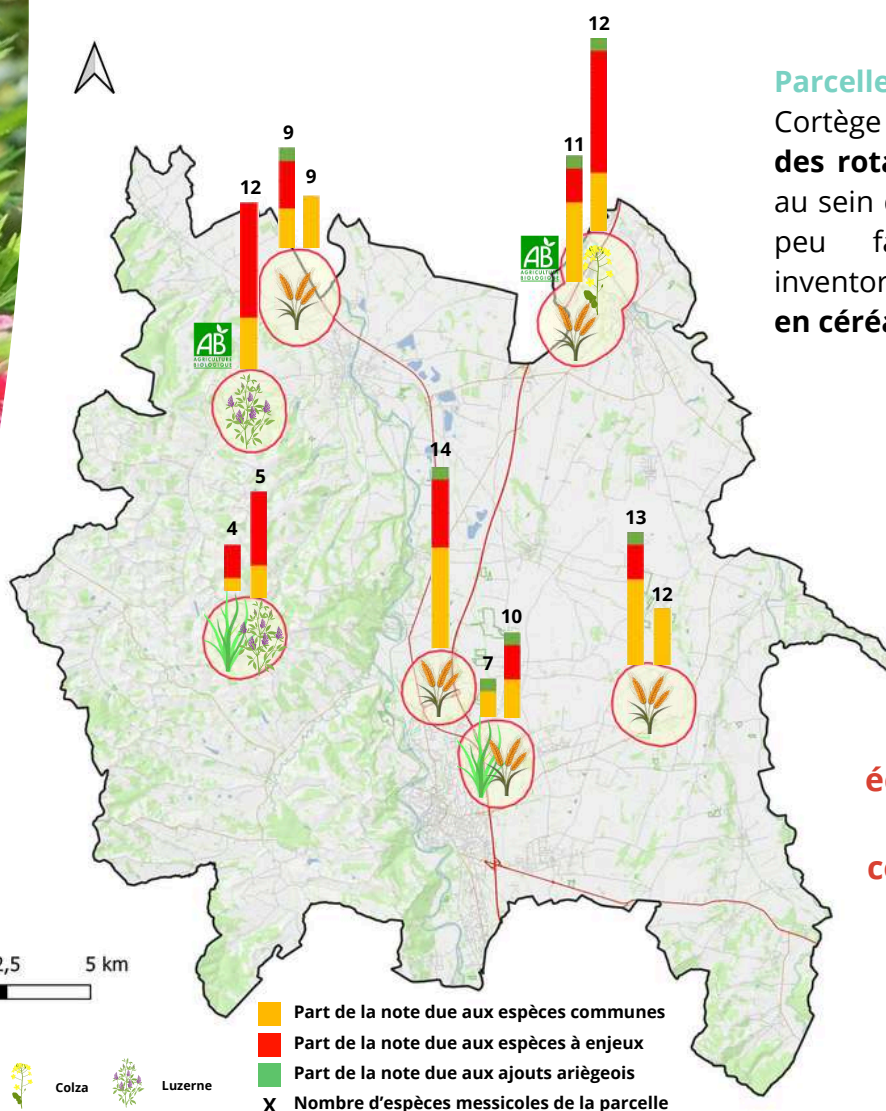 12
9
9
12
11
Parcelle
Cortège
des rota
au sein
peu fa
inventor
en céréa
AB
AGRICULTURE
BIOLOGIQUE
AB
AGRICULTURE
BIOLOGIQUE
14
5
4
13
12
10
7
éc
co
2,5 5 km
Part de la note due aux espèces communes
Part de la note due aux espèces à enjeux
Part de la note due aux ajouts ariègeois
X Nombre d'espèces messicoles de la parcelle
Colza
Luzerne